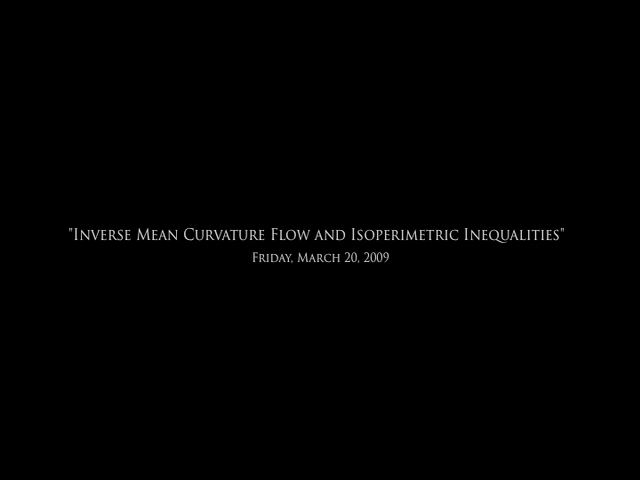 "Inverse Mean Curvature Flow and Isoperimetric Inequalities"
Friday, March 20, 2009